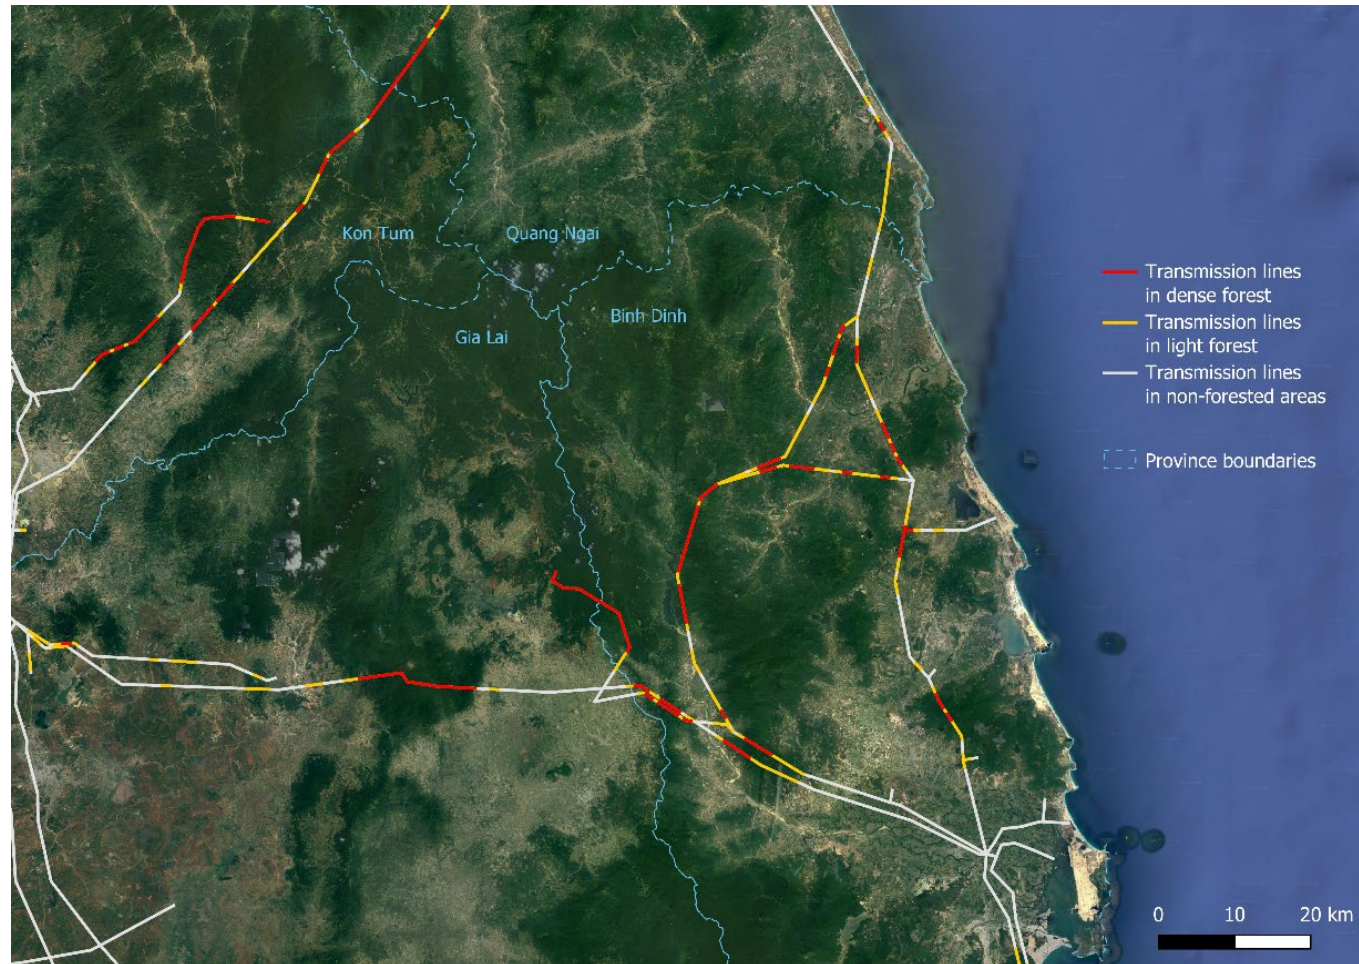 Kon Tum
Quang Ngai
Gia Lai
Binh Dinh
Transmission lines
in dense forest
Transmission lines
in light forest
Transmission lines
in non-forested areas
Province boundaries
0 10 20 km